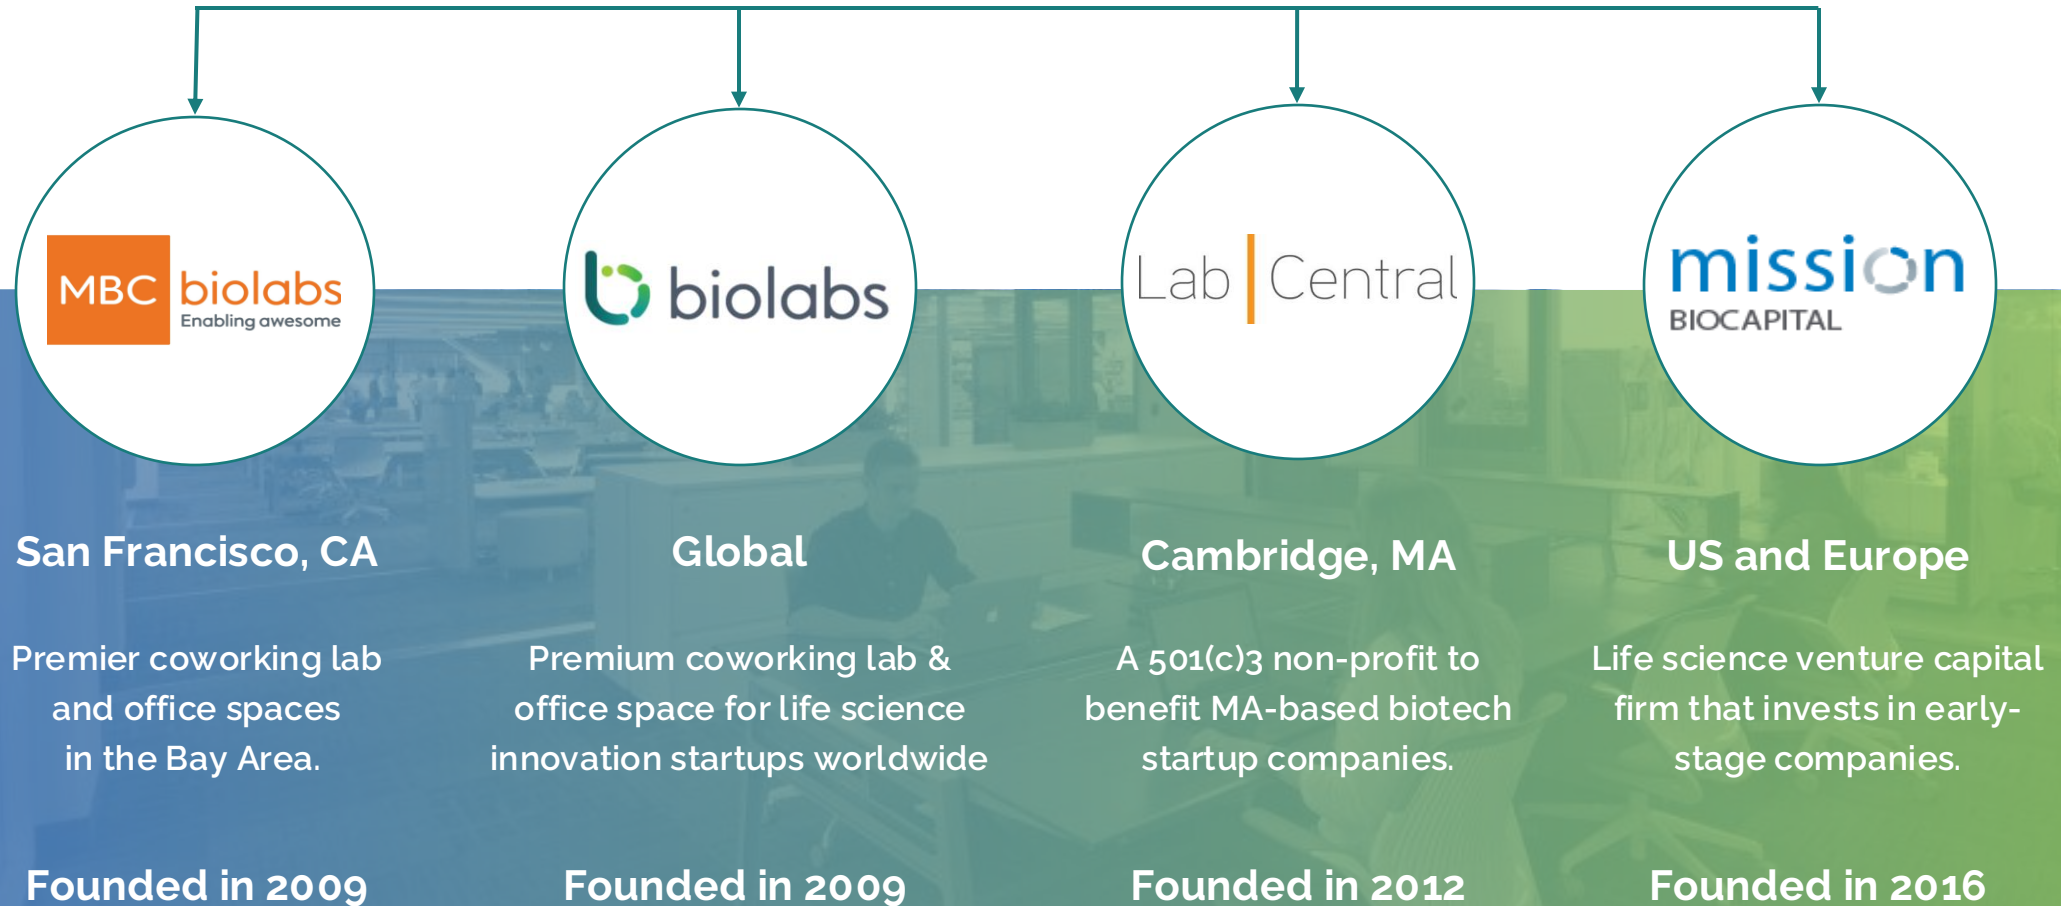 MBC biolabs
Enabling awesome
biolabs
Lab Central
mission
BIOCAPITAL
San Francisco, CA
Premier coworking lab
and office spaces
in the Bay Area.
Founded in 2009
Global
Premium coworking lab &
office space for life science
innovation startups worldwide
Founded in 2009
Cambridge, MA
A 501(c)3 non-profit to
benefit MA-based biotech
startup companies.
Founded in 2012
US and Europe
Life science venture capital
firm that invests in early-
stage companies.
Founded in 2016